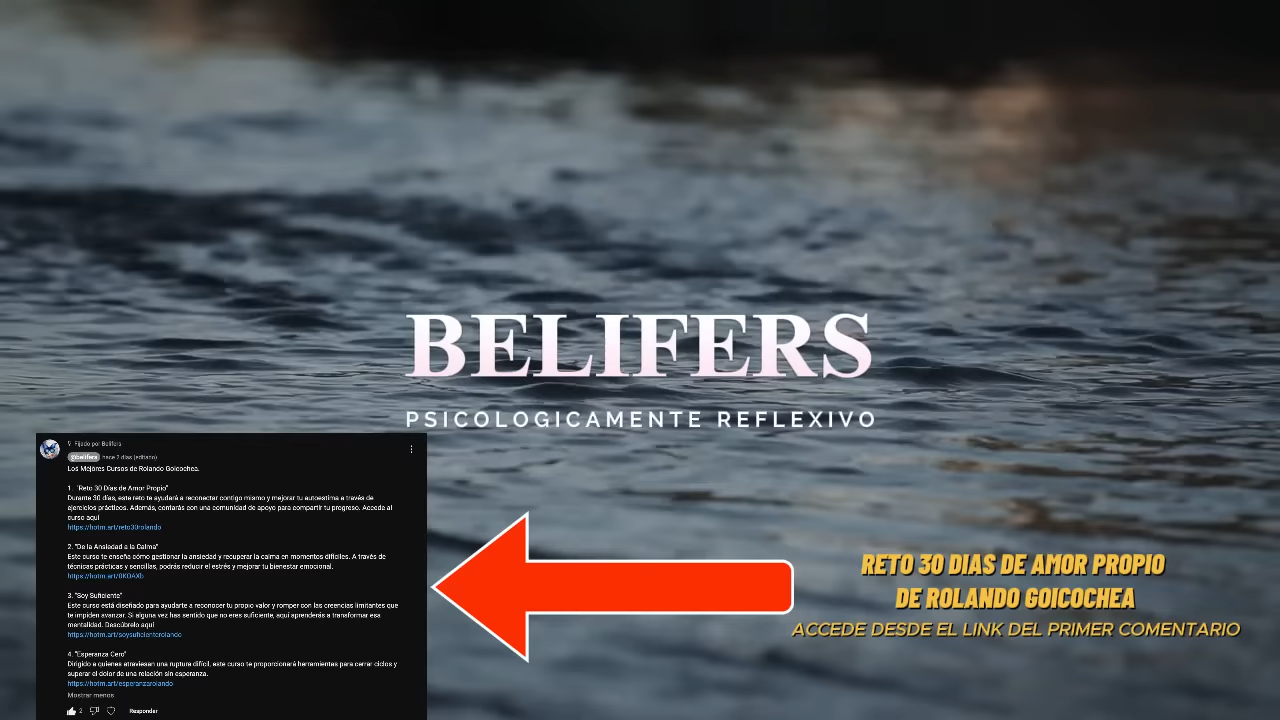 BELIFERS
PSICOLOGICAMENTE REFLEXIVO
Fijado por Belifers
@belifers hace 2 días (editado)
Los Mejores Cursos de Rolando Goicochea.
1. "Reto 30 Días de Amor Propio"
Durante 30 días, este reto te ayudará a reconectar contigo mismo y mejorar tu autoestima a través de
ejercicios prácticos. Además, contarás con una comunidad de apoyo para compartir tu progreso. Accede al
curso aquí
https://hotm.art/reto30rolando
2. "De la Ansiedad a la Calma"
Este curso te enseña cómo gestionar la ansiedad y recuperar la calma en momentos difíciles. A través de
técnicas prácticas y sencillas, podrás reducir el estrés y mejorar tu bienestar emocional.
https://hotm.art/0KOAXb
3. "Soy Suficiente"
Este curso está diseñado para ayudarte a reconocer tu propio valor y romper con las creencias limitantes que
te impiden avanzar. Si alguna vez has sentido que no eres suficiente, aquí aprenderás a transformar esa
mentalidad. Descúbrelo aquí
https://hotm.art/soysuficienterolando
4. "Esperanza Cero"
Dirigido a quienes atraviesan una ruptura difícil, este curso te proporcionará herramientas para cerrar ciclos y
superar el dolor de una relación sin esperanza.
https://hotm.art/esperanzarolando
Mostrar menos
2
Responder
RETO 30 DIAS DE AMOR PROPIO
DE ROLANDO GOICOCHEA
ACCEDE DESDE EL LINK DEL PRIMER COMENTARIO